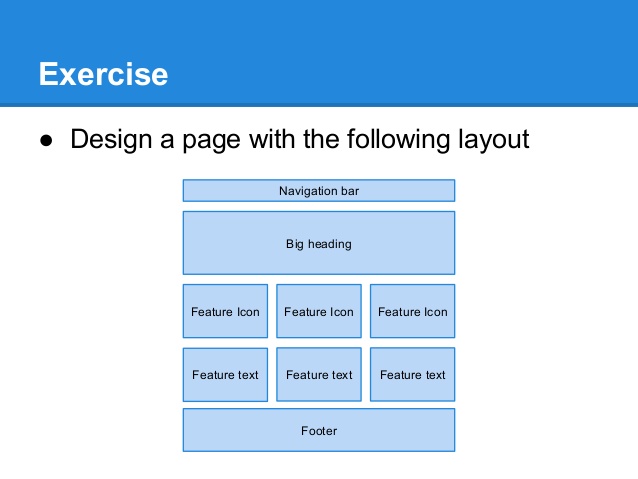 Exercise
● Design a page with the following layout
Navigation bar
Big heading
Feature Icon Feature Icon Feature Icon
Feature text Feature text Feature text
Footer